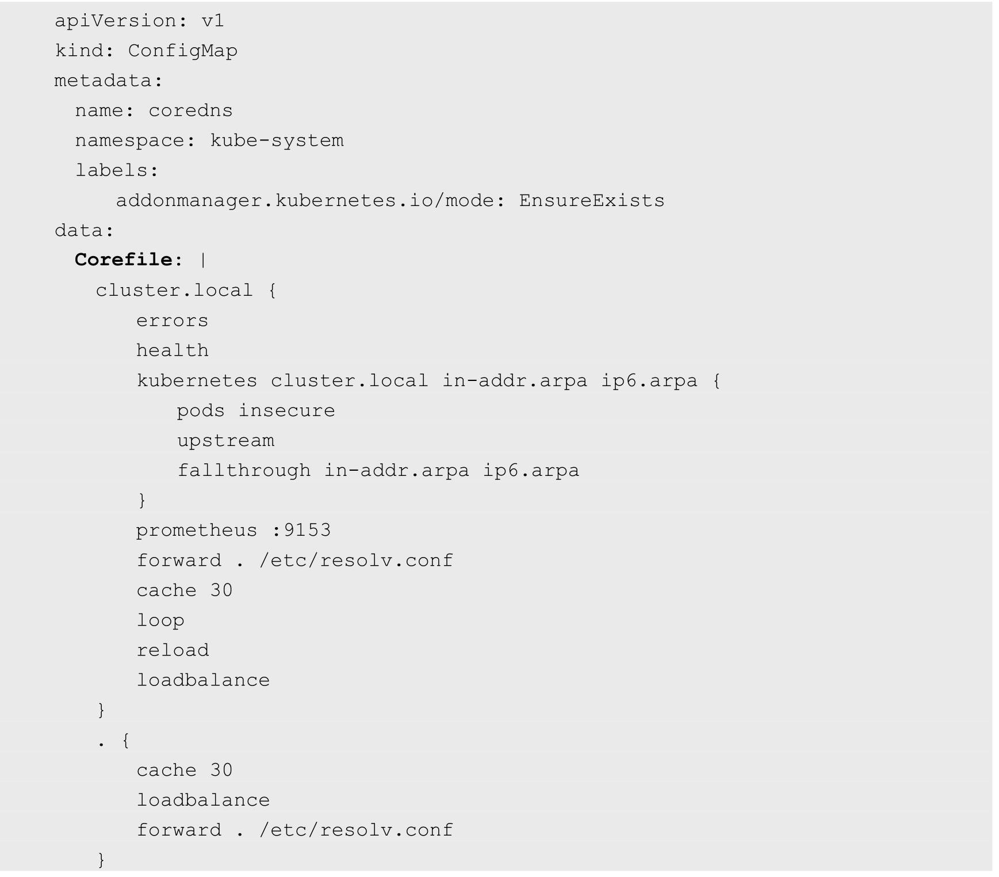 apiVersion: v1
kind: ConfigMap
metadata:
  name: coredns
  namespace: kube-system
  labels:
      addonmanager.kubernetes.io/mode: EnsureExists
data:
  Corefile: |
    cluster.local {
        errors
        health
        kubernetes cluster.local in-addr.arpa ip6.arpa {
            pods insecure
            upstream
            fallthrough in-addr.arpa ip6.arpa
        }
        prometheus :9153
        forward . /etc/resolv.conf
        cache 30
        loop
        reload
        loadbalance
    }
    . {
        cache 30
        loadbalance
        forward . /etc/resolv.conf
    }